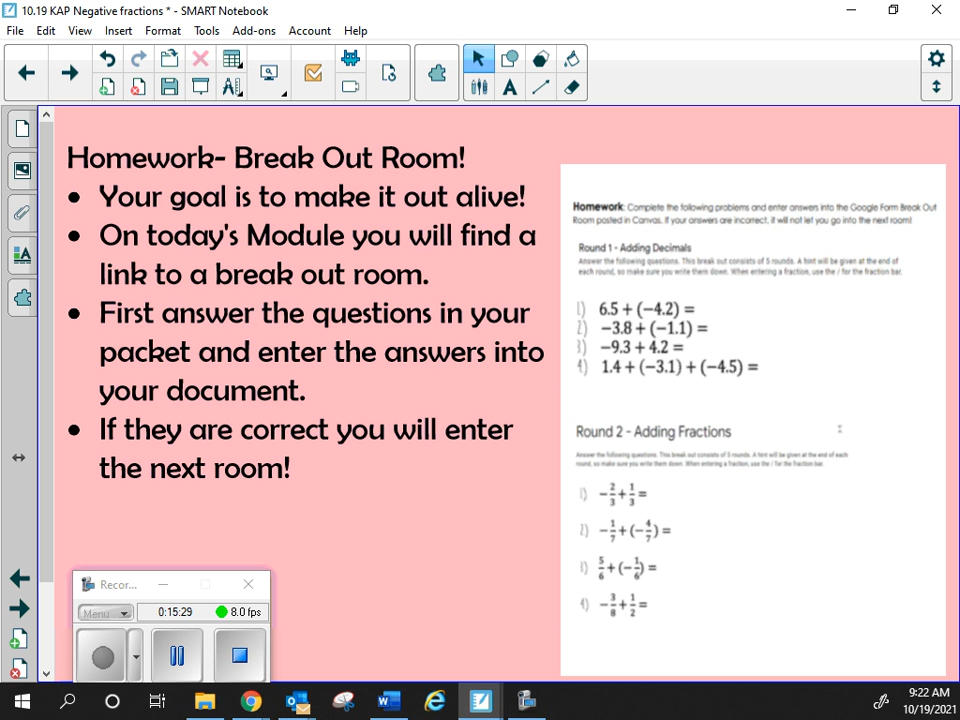 10.19 KAP Negative fractions * - SMART Notebook
File Edit View Insert Format Tools Add-ons Account Help
Homework- Break Out Room!
• Your goal is to make it out alive!
• On today's Module you will find a
link to a break out room.
• First answer the questions in your
packet and enter the answers into
your document.
• If they are correct you will enter
the next room!
Homework: Complete the following problems and enter answers into the Google Form Break Out
Room posted in Canvas. If your answers are incorrect, it will not let you go into the next room!
Round 1 - Adding Decimals
Answer the following questions. This break out consists of 5 rounds. A hint will be given at the end of
each round, so make sure you write them down. When entering a fraction, use the / for the fraction bar.
1) 6.5 + (−4.2) =
2) −3.8 + (−1.1) =
3) −9.3 + 4.2 =
4) 1.4 + (−3.1) + (−4.5) =
Round 2 - Adding Fractions
Answer the following questions. This break out consists of 5 rounds. A hint will be given at the end of each
round, so make sure you write them down. When entering a fraction, use the / for the fraction bar.
1) −2/3 + 1/3 =
2) −1/7 + (−4/7) =
3) 5/6 + (−1/6) =
4) −3/8 + 1/2 =
Recor...
Menu 0:15:29 8.0 fps
9:22 AM
10/19/2021